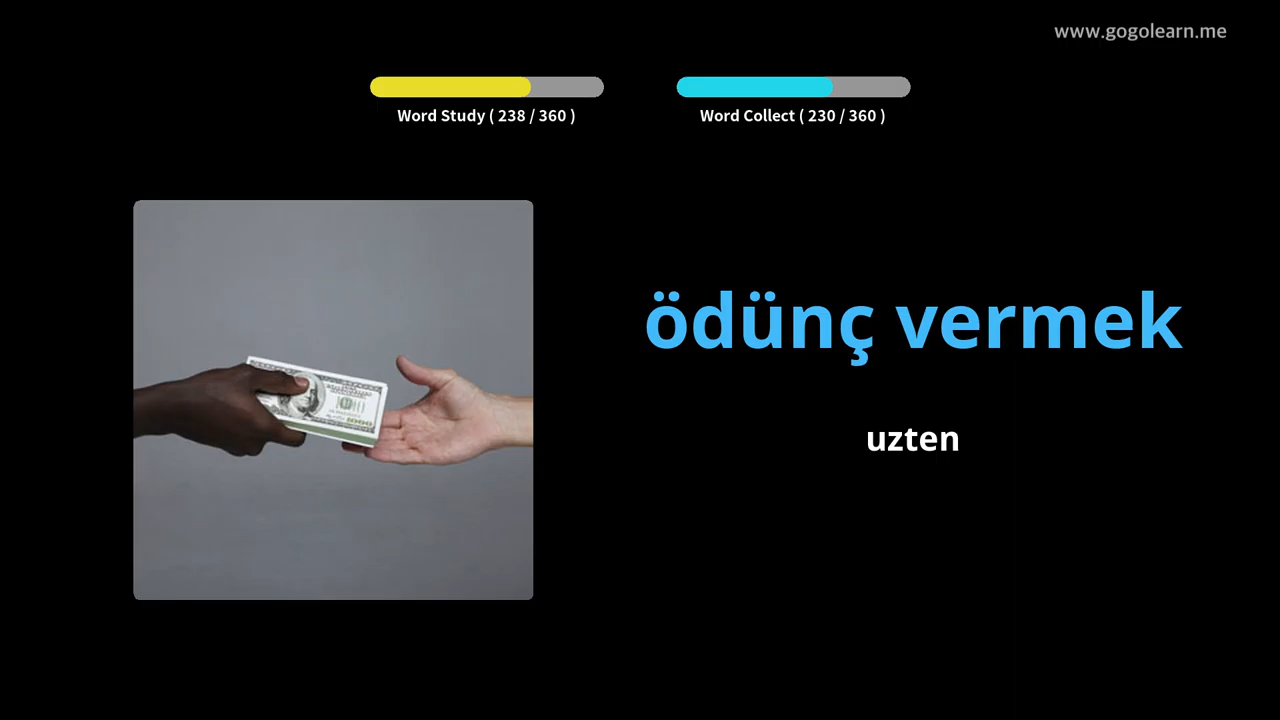 www.gogolearn.me
Word Study ( 238 / 360 )
Word Collect ( 230 / 360 )
ödünç vermek
uzten